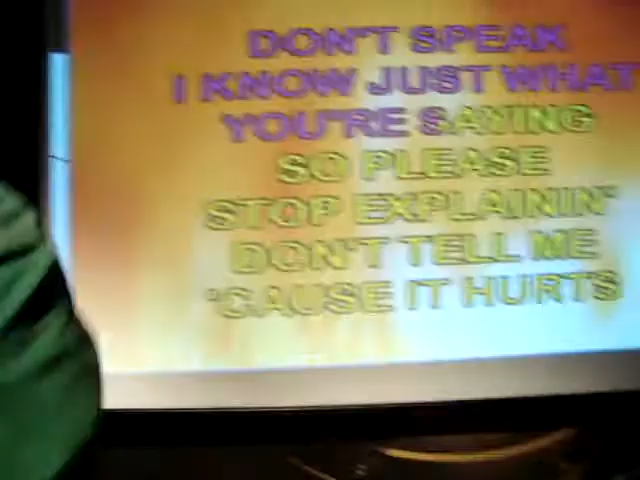 DON'T SPEAK
I KNOW JUST WHAT
YOU'RE SAYING
SO PLEASE
STOP EXPLAININ'
DON'T TELL ME
'CAUSE IT HURTS